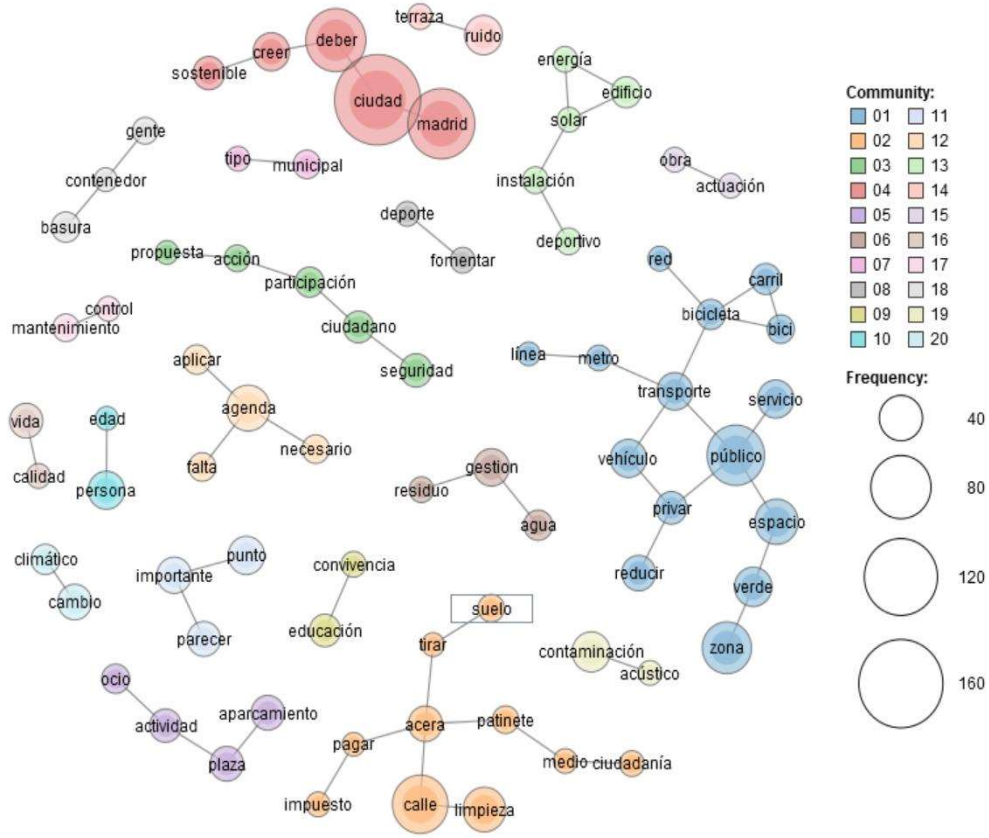 terraza
ruido
deber
creer
sostenible
ciudad
madrid
energía
edificio
solar
instalación
deportivo
gente
contenedor
basura
tipo
municipal
obra
actuación
deporte
fomentar
propuesta
acción
participación
ciudadano
seguridad
control
mantenimiento
red
carril
bicicleta
bici
línea
metro
transporte
servicio
vehículo
público
privar
espacio
reducir
verde
zona
aplicar
agenda
necesario
falta
vida
calidad
edad
persona
gestion
residuo
agua
climático
cambio
punto
importante
parecer
convivencia
educación
suelo
tirar
contaminación
acústico
ocio
actividad
aparcamiento
plaza
acera
patinete
pagar
medio
ciudadanía
impuesto
calle
limpieza
Community:
01 11
02 12
03 13
04 14
05 15
06 16
07 17
08 18
09 19
10 20
Frequency:
40
80
120
160